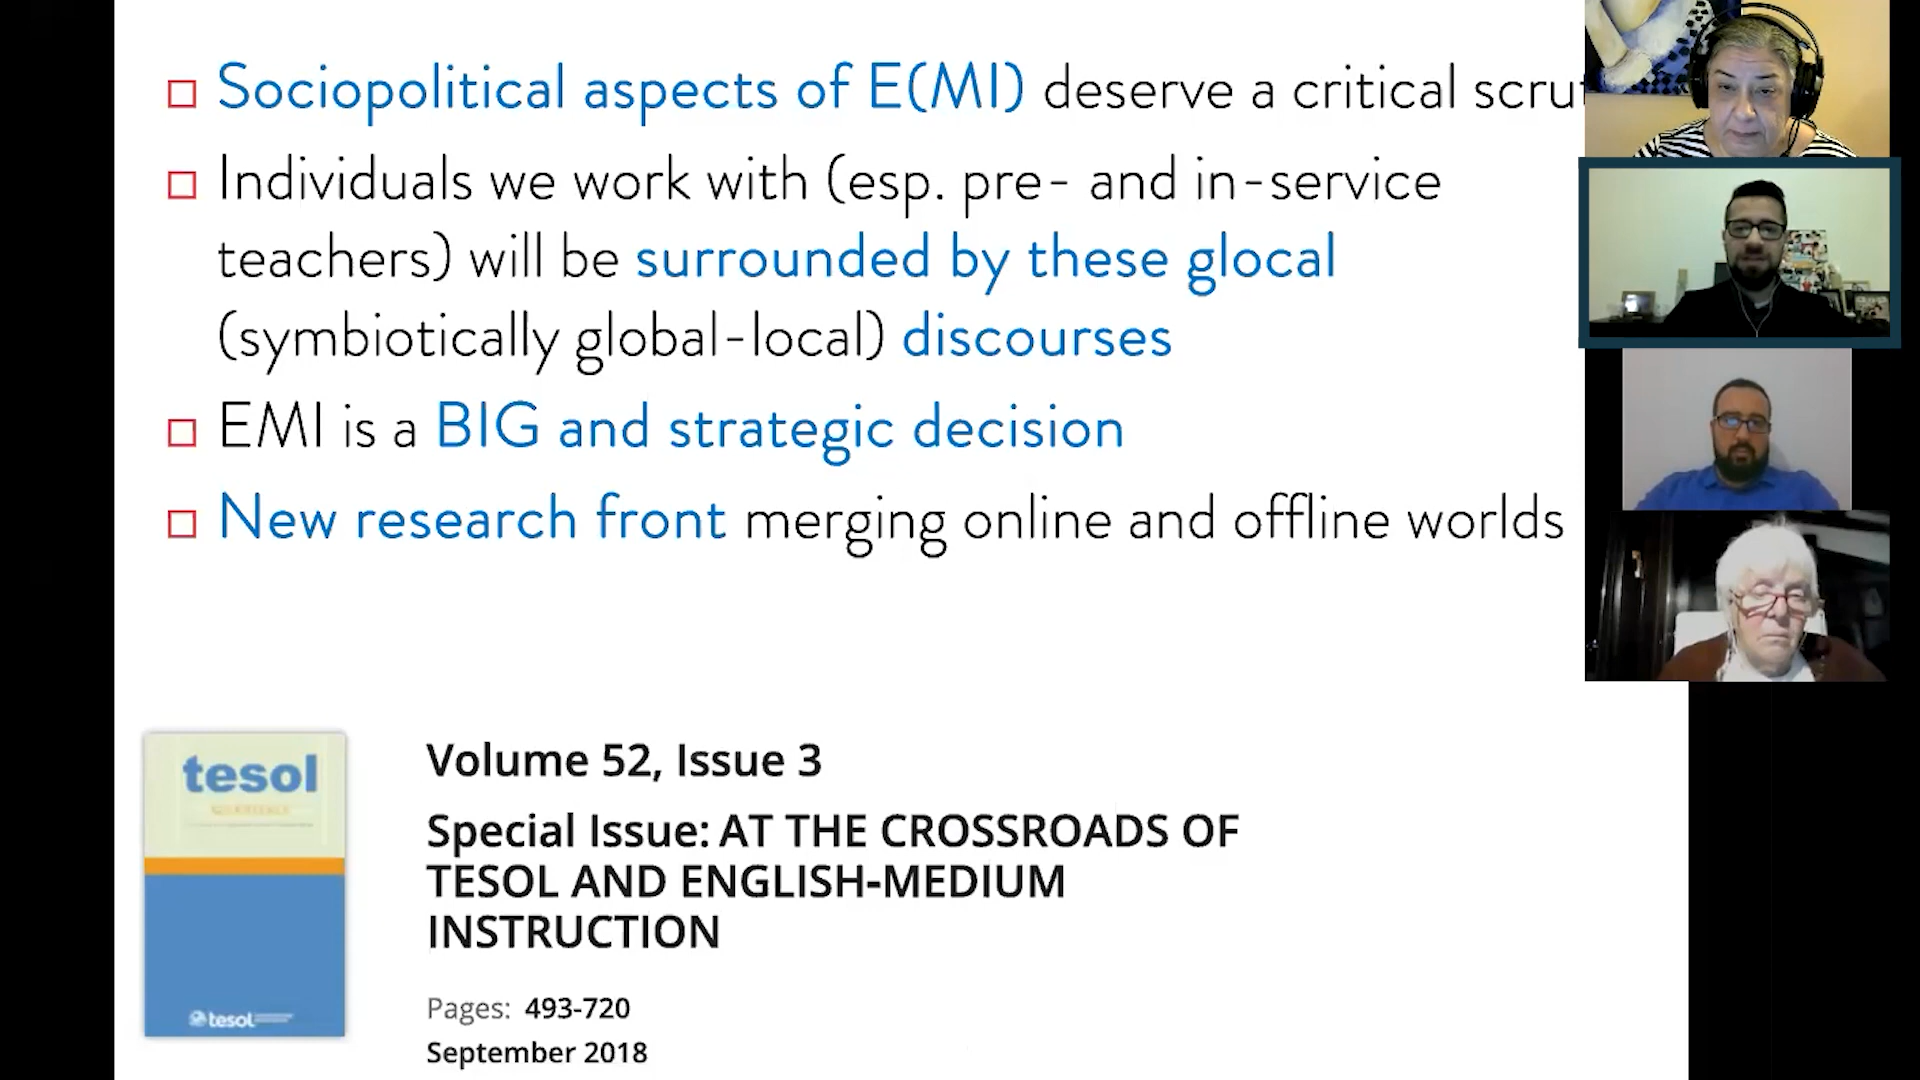 Sociopolitical aspects of E(MI) deserve a critical
Individuals we work with (esp. pre- and in-service
teachers) will be surrounded by these glocal
(symbiotically global-local) discourses
EMI is a BIG and strategic decision
New research front merging online and offline worlds
tesol
Volume 52, Issue 3
Special Issue: AT THE CROSSROADS OF
TESOL AND ENGLISH-MEDIUM
INSTRUCTION
Pages: 493-720
September 2018
tesol